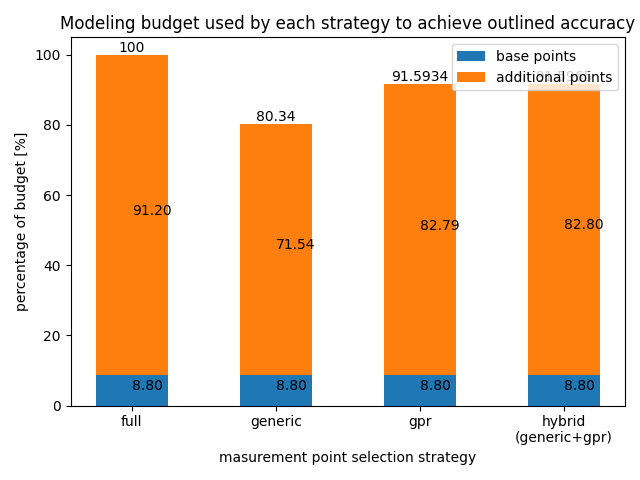 Modeling budget used by each strategy to achieve outlined accuracy
base points
additional points
percentage of budget [%]
100
80
60
40
20
0
100
80.34
91.5934
91.20
71.54
82.79
82.80
8.80
8.80
8.80
8.80
full
generic
gpr
hybrid
(generic+gpr)
masurement point selection strategy